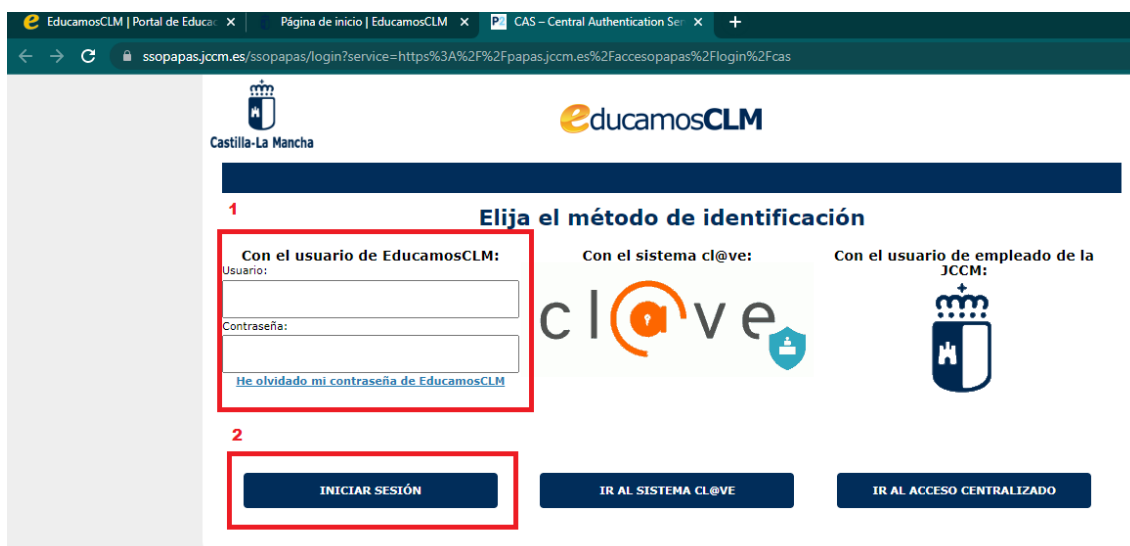 EducamosCLM | Portal de Educac
Página de inicio | EducamosCLM
P2 CAS – Central Authentication Ser
ssopapas.jccm.es/ssopapas/login?service=https%3A%2F%2Fpapas.jccm.es%2Faccesopapas%2Flogin%2Fcas
Castilla-La Mancha
educamosCLM
1
Elija el método de identificación
Con el usuario de EducamosCLM:
Usuario:
Contraseña:
He olvidado mi contraseña de EducamosCLM
Con el sistema cl@ve:
cl@ve
Con el usuario de empleado de la
JCCM:
2
INICIAR SESIÓN
IR AL SISTEMA CL@VE
IR AL ACCESO CENTRALIZADO